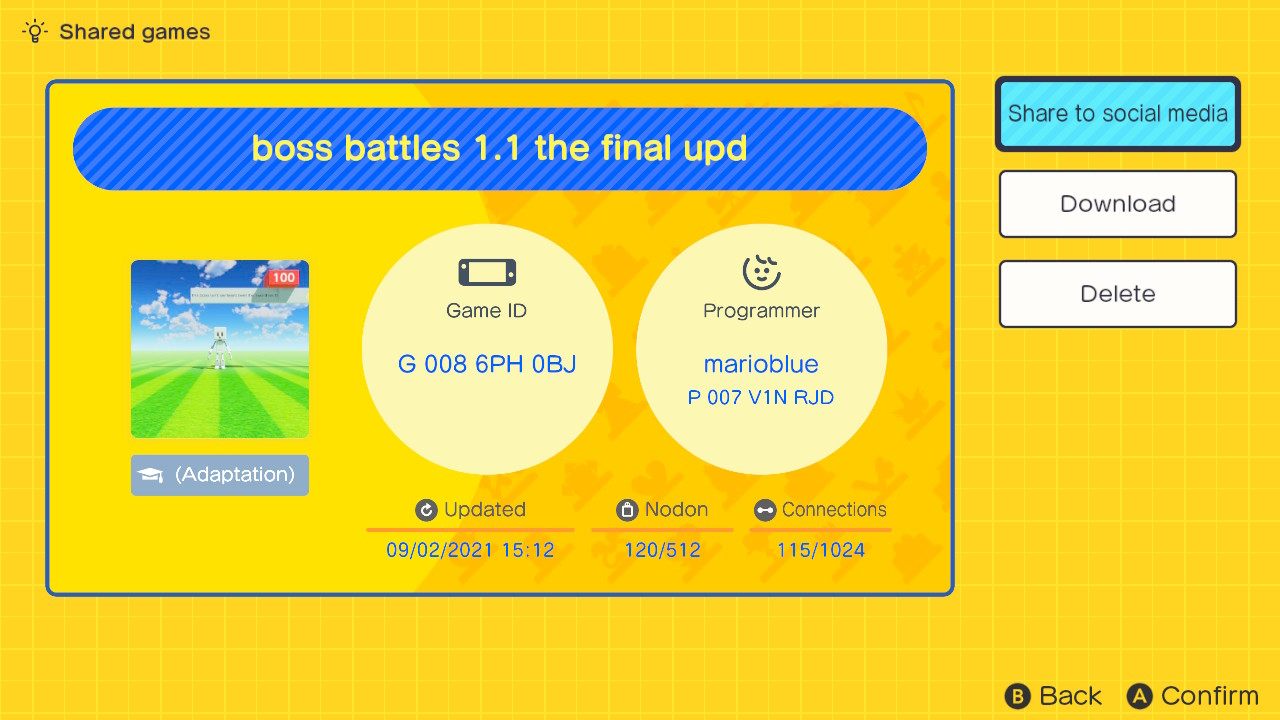 Shared games
boss battles 1.1 the final upd
Share to social media
Download
Delete
100
Game ID
G 008 6PH 0BJ
Programmer
marioblue
P 007 V1N RJD
(Adaptation)
Updated
09/02/2021 15:12
Nodon
120/512
Connections
115/1024
B Back
A Confirm